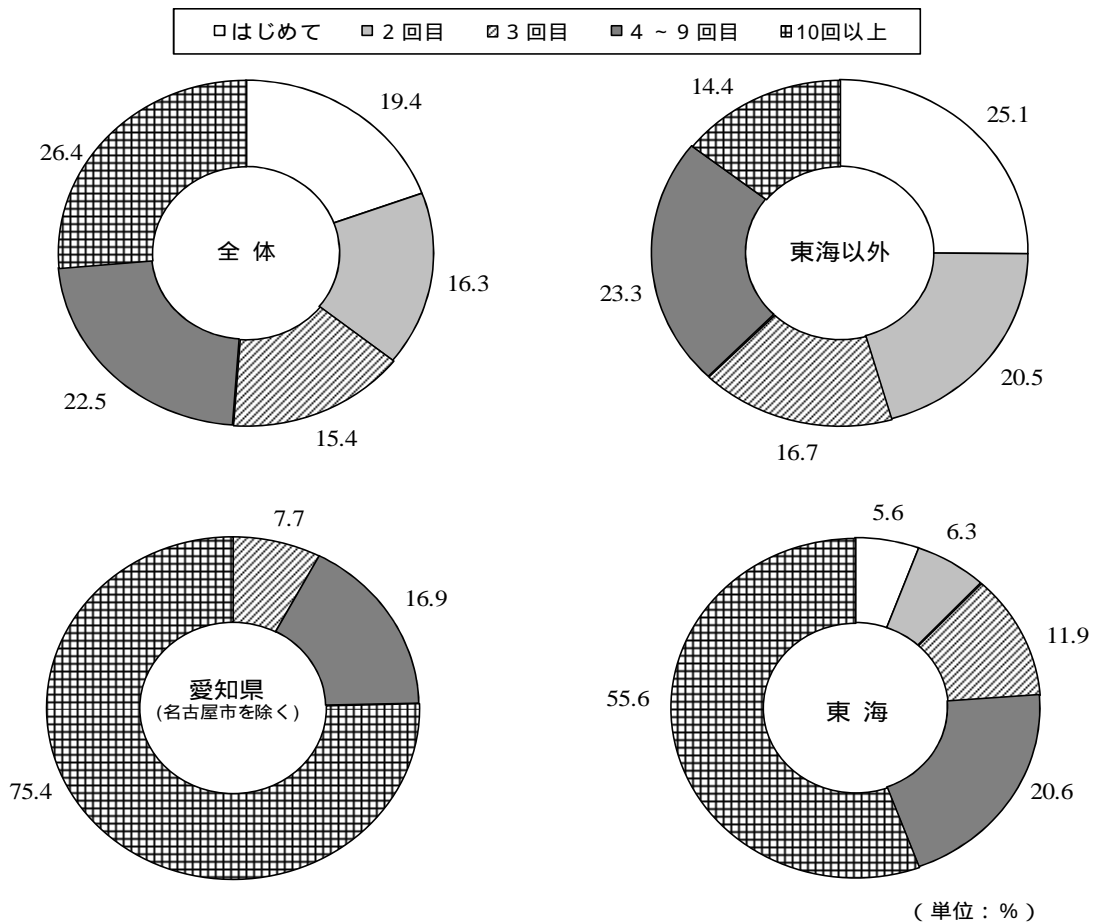 はじめて 2回目 3回目 4～9回目 10回以上
19.4
16.3
15.4
22.5
26.4
全 体
25.1
20.5
16.7
23.3
14.4
東海以外
7.7
16.9
75.4
愛知県
(名古屋市を除く)
5.6
6.3
11.9
20.6
55.6
東 海
(単位：%)